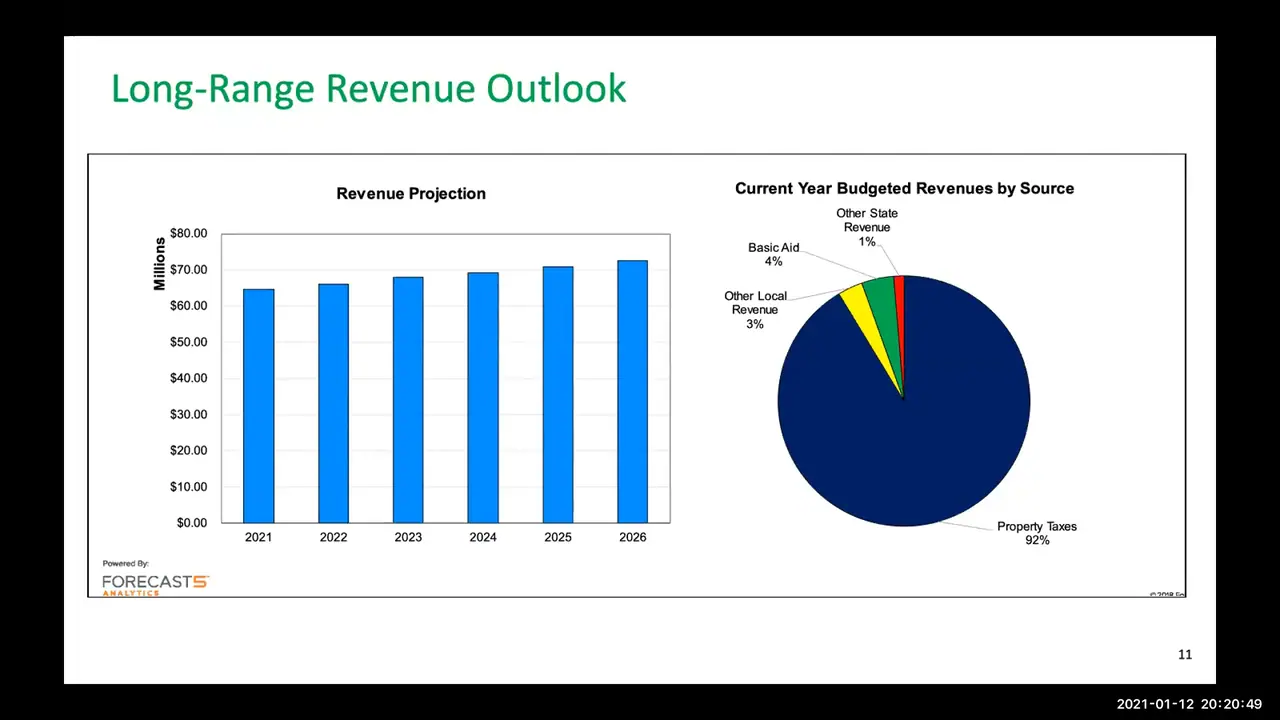 Long-Range Revenue Outlook
Revenue Projection
Millions
$80.00
$70.00
$60.00
$50.00
$40.00
$30.00
$20.00
$10.00
$0.00
2021 2022 2023 2024 2025 2026
Current Year Budgeted Revenues by Source
Other State
Revenue
1%
Basic Aid
4%
Other Local
Revenue
3%
Property Taxes
92%
Powered By:
FORECAST5
ANALYTICS
11
2021-01-12 20:20:49